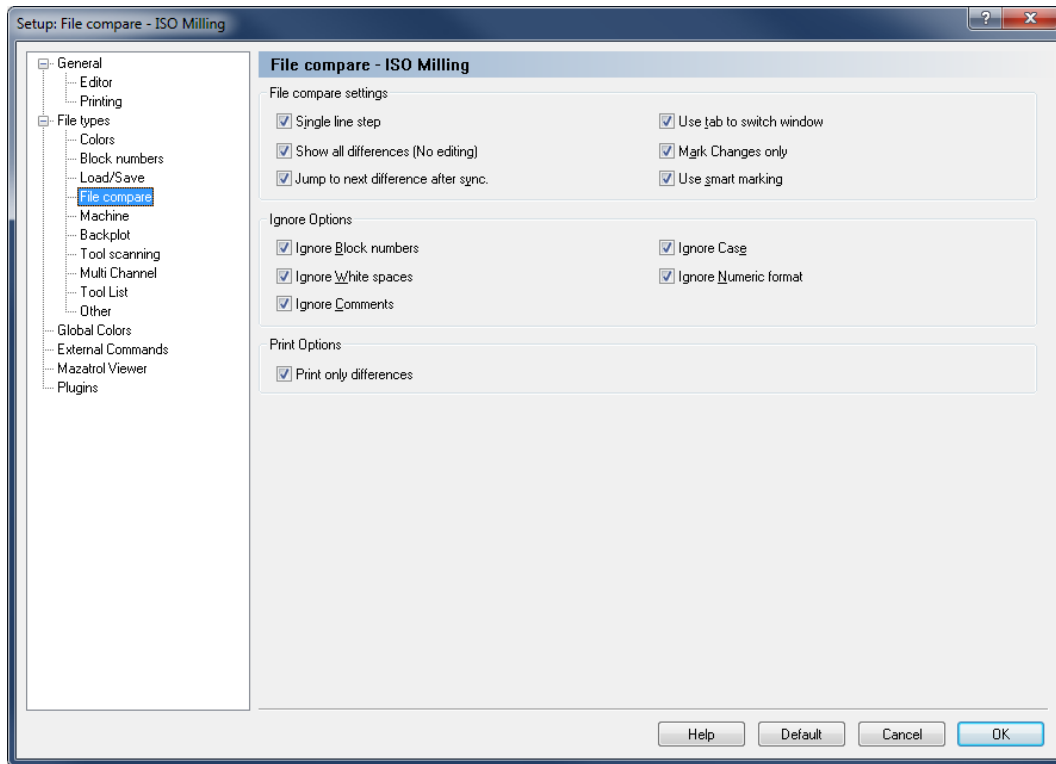 Setup: File compare - ISO Milling
General
Editor
Printing
File types
Colors
Block numbers
Load/Save
File compare
Machine
Backplot
Tool scanning
Multi Channel
Tool List
Other
Global Colors
External Commands
Mazatrol Viewer
Plugins
File compare - ISO Milling
File compare settings
Single line step
Use tab to switch window
Show all differences (No editing)
Mark Changes only
Jump to next difference after sync.
Use smart marking
Ignore Options
Ignore Block numbers
Ignore Case
Ignore White spaces
Ignore Numeric format
Ignore Comments
Print Options
Print only differences
Help
Default
Cancel
OK